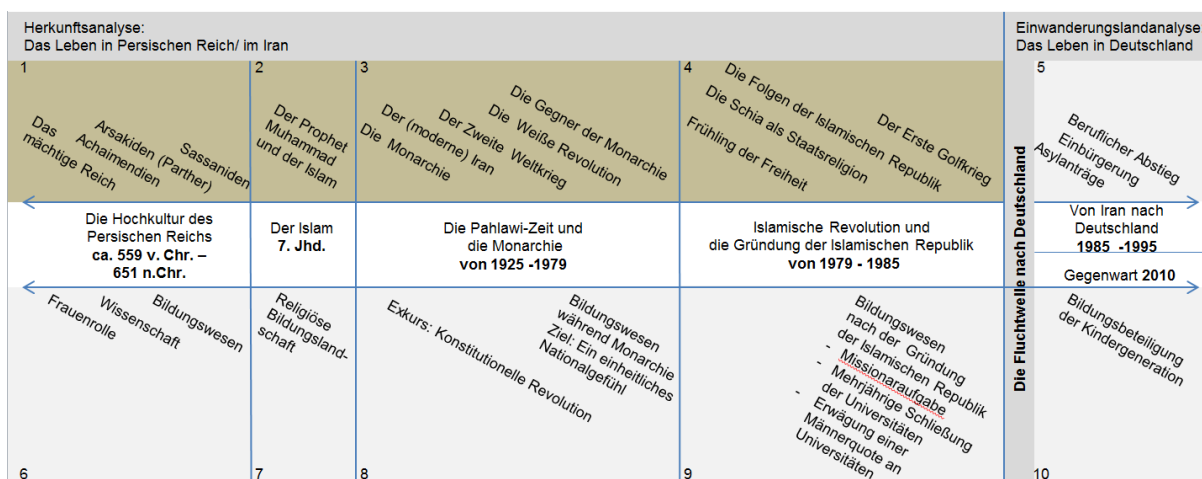 Herkunftsanalyse:
Das Leben in Persischen Reich/ im Iran
Einwanderungslandanalyse:
Das Leben in Deutschland
1
Das
mächtige Reich
Achaimendien
Arsakiden (Parther)
Sassaniden
2
Der Prophet
Muhammad
und der Islam
3
Die Monarchie
Der (moderne) Iran
Der Zweite Weltkrieg
Die Weiße Revolution
Die Gegner der Monarchie
4
Frühling der Freiheit
Die Schia als Staatsreligion
Die Folgen der Islamischen Republik
Der Erste Golfkrieg
Die Fluchtwelle nach Deutschland
5
Beruflicher Abstieg
Einbürgerung
Asylanträge
Die Hochkultur des
Persischen Reichs
ca. 559 v. Chr. –
651 n.Chr.
Der Islam
7. Jhd.
Die Pahlawi-Zeit und
die Monarchie
von 1925 -1979
Islamische Revolution und
die Gründung der Islamischen Republik
von 1979 - 1985
Von Iran nach
Deutschland
1985 -1995
Gegenwart 2010
Frauenrolle
Wissenschaft
Bildungswesen
6
Religiöse
Bildungsland-
schaft
7
Exkurs: Konstitutionelle Revolution
Bildungswesen
während Monarchie
Ziel: Ein einheitliches
Nationalgefühl
8
Bildungswesen
nach der Gründung
der Islamischen Republik
- Missionaraufgabe
- Mehrjährige Schließung
der Universitäten
- Erwägung einer
Männerquote an
Universitäten
9
Bildungsbeteiligung
der Kindergeneration
10